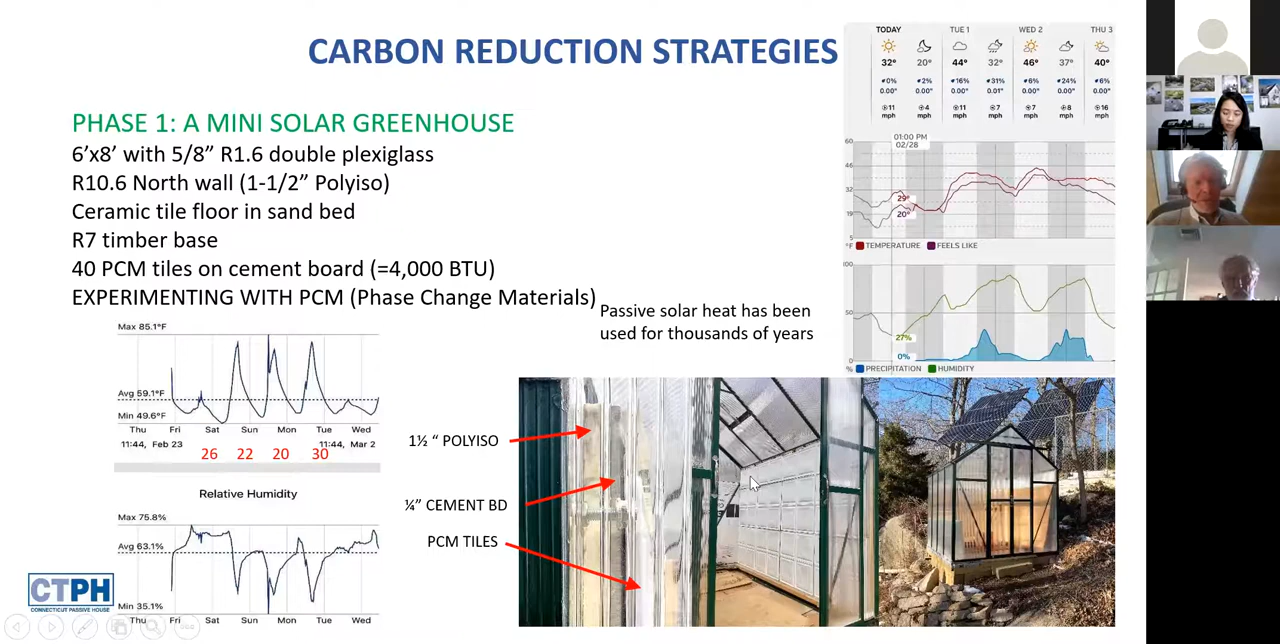 CARBON REDUCTION STRATEGIES
PHASE 1: A MINI SOLAR GREENHOUSE
6’x8’ with 5/8” R1.6 double plexiglass
R10.6 North wall (1-1/2” Polyiso)
Ceramic tile floor in sand bed
R7 timber base
40 PCM tiles on cement board (=4,000 BTU)
EXPERIMENTING WITH PCM (Phase Change Materials)
Passive solar heat has been
used for thousands of years
Max 85.1°F
Avg 59.1°F
Min 49.6°F
Thu Fri Sat Sun Mon Tue Wed
11:44, Feb 23 11:44, Mar 2
26 22 20 30
Relative Humidity
Max 75.8%
Avg 63.1%
Min 35.1%
Thu Fri Sat Sun Mon Tue Wed
CTPH
CONNECTICUT PASSIVE HOUSE
1½ “ POLYISO
¼” CEMENT BD
PCM TILES
TODAY TUE 1 WED 2 THU 3
32° 20° 44° 32° 46° 37° 40°
0% 2% 16% 31% 6% 24% 6%
0.00" 0.00" 0.00" 0.01" 0.00" 0.00" 0.00"
11 4 11 7 7 8 16
mph mph mph mph mph mph mph
01:00 PM
02/28
60
46
32
19
5
29°
20°
°F TEMPERATURE FEELS LIKE
100
50
0
27%
0%
% PRECIPITATION HUMIDITY